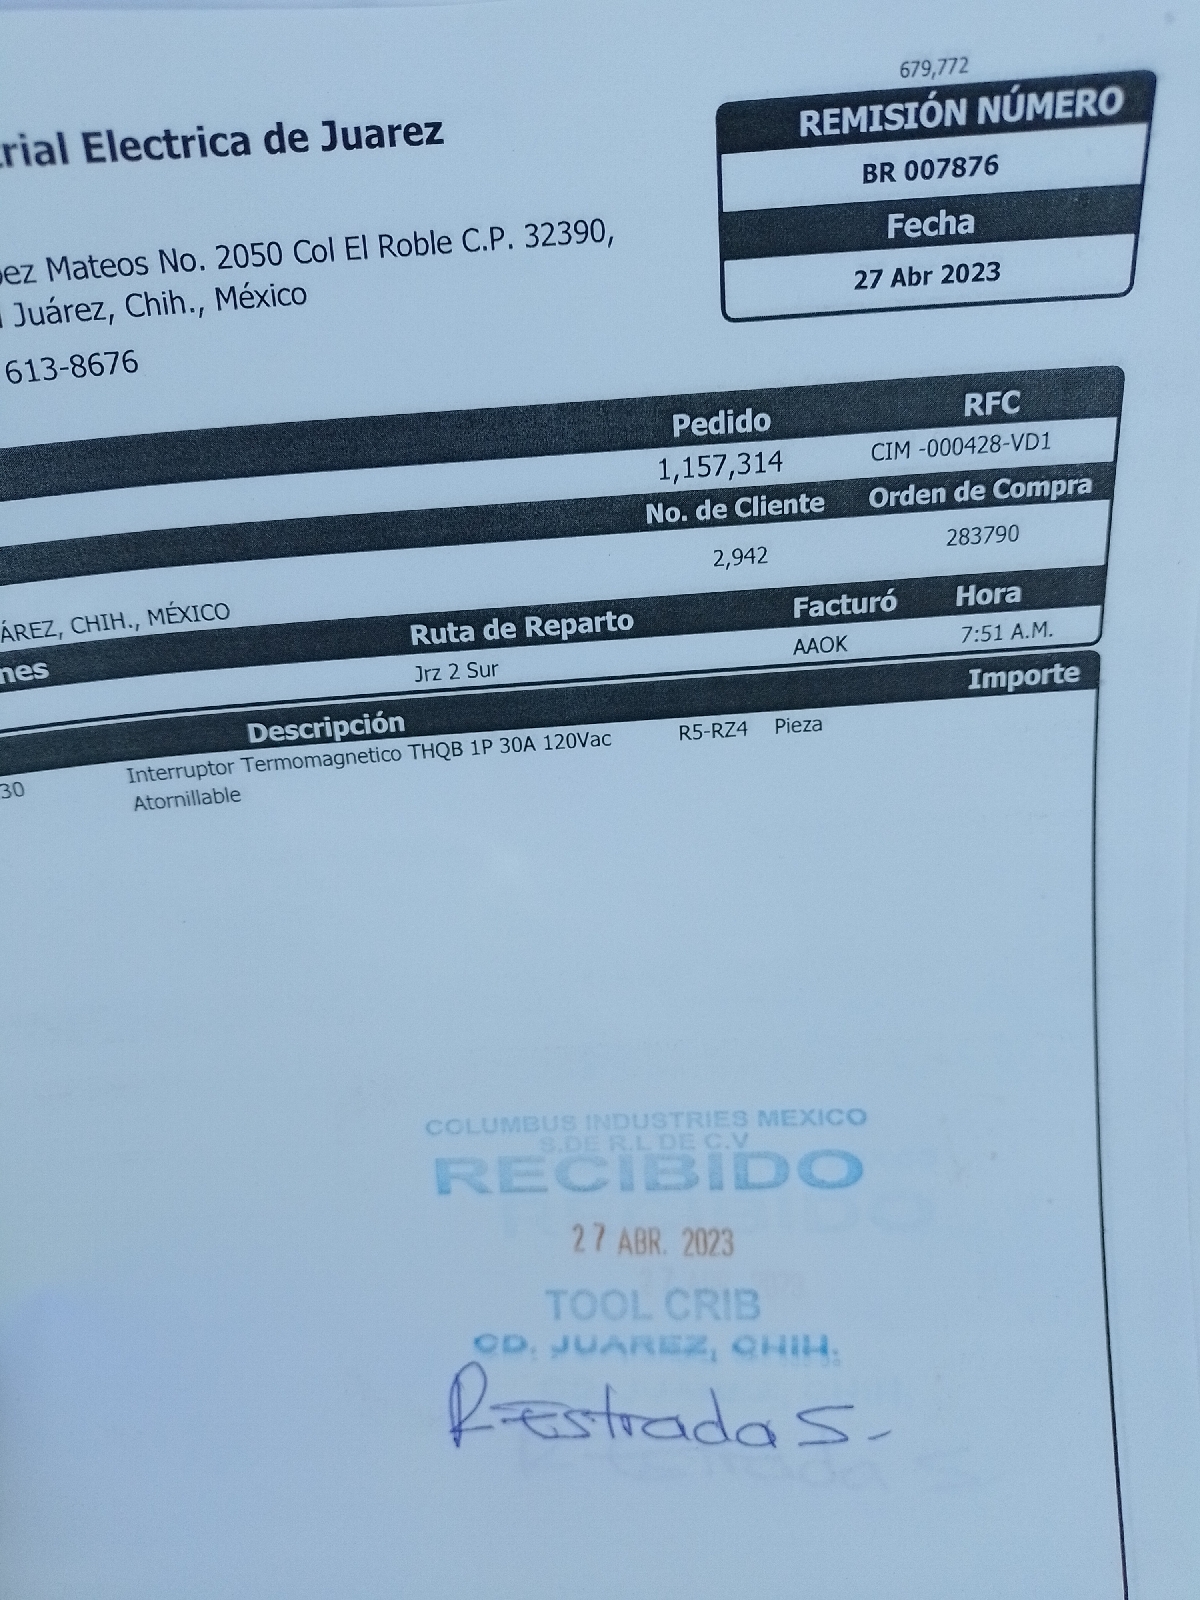 679,772
REMISIÓN NÚMERO
BR 007876
Fecha
27 Abr 2023
trial Electrica de Juarez
pez Mateos No. 2050 Col El Roble C.P. 32390,
Juárez, Chih., México
613-8676
Pedido RFC
1,157,314 CIM -000428-VD1
No. de Cliente Orden de Compra
2,942 283790
ÁREZ, CHIH., MÉXICO
nes Ruta de Reparto Facturó Hora
Jrz 2 Sur AAOK 7:51 A.M.
Descripción Importe
30 Interruptor Termomagnetico THQB 1P 30A 120Vac R5-RZ4 Pieza
Atornillable
COLUMBUS INDUSTRIES MEXICO
S.DE R.L DE C.V
RECIBIDO
27 ABR. 2023
TOOL CRIB
CD. JUAREZ, CHIH.
R. Estrada S.